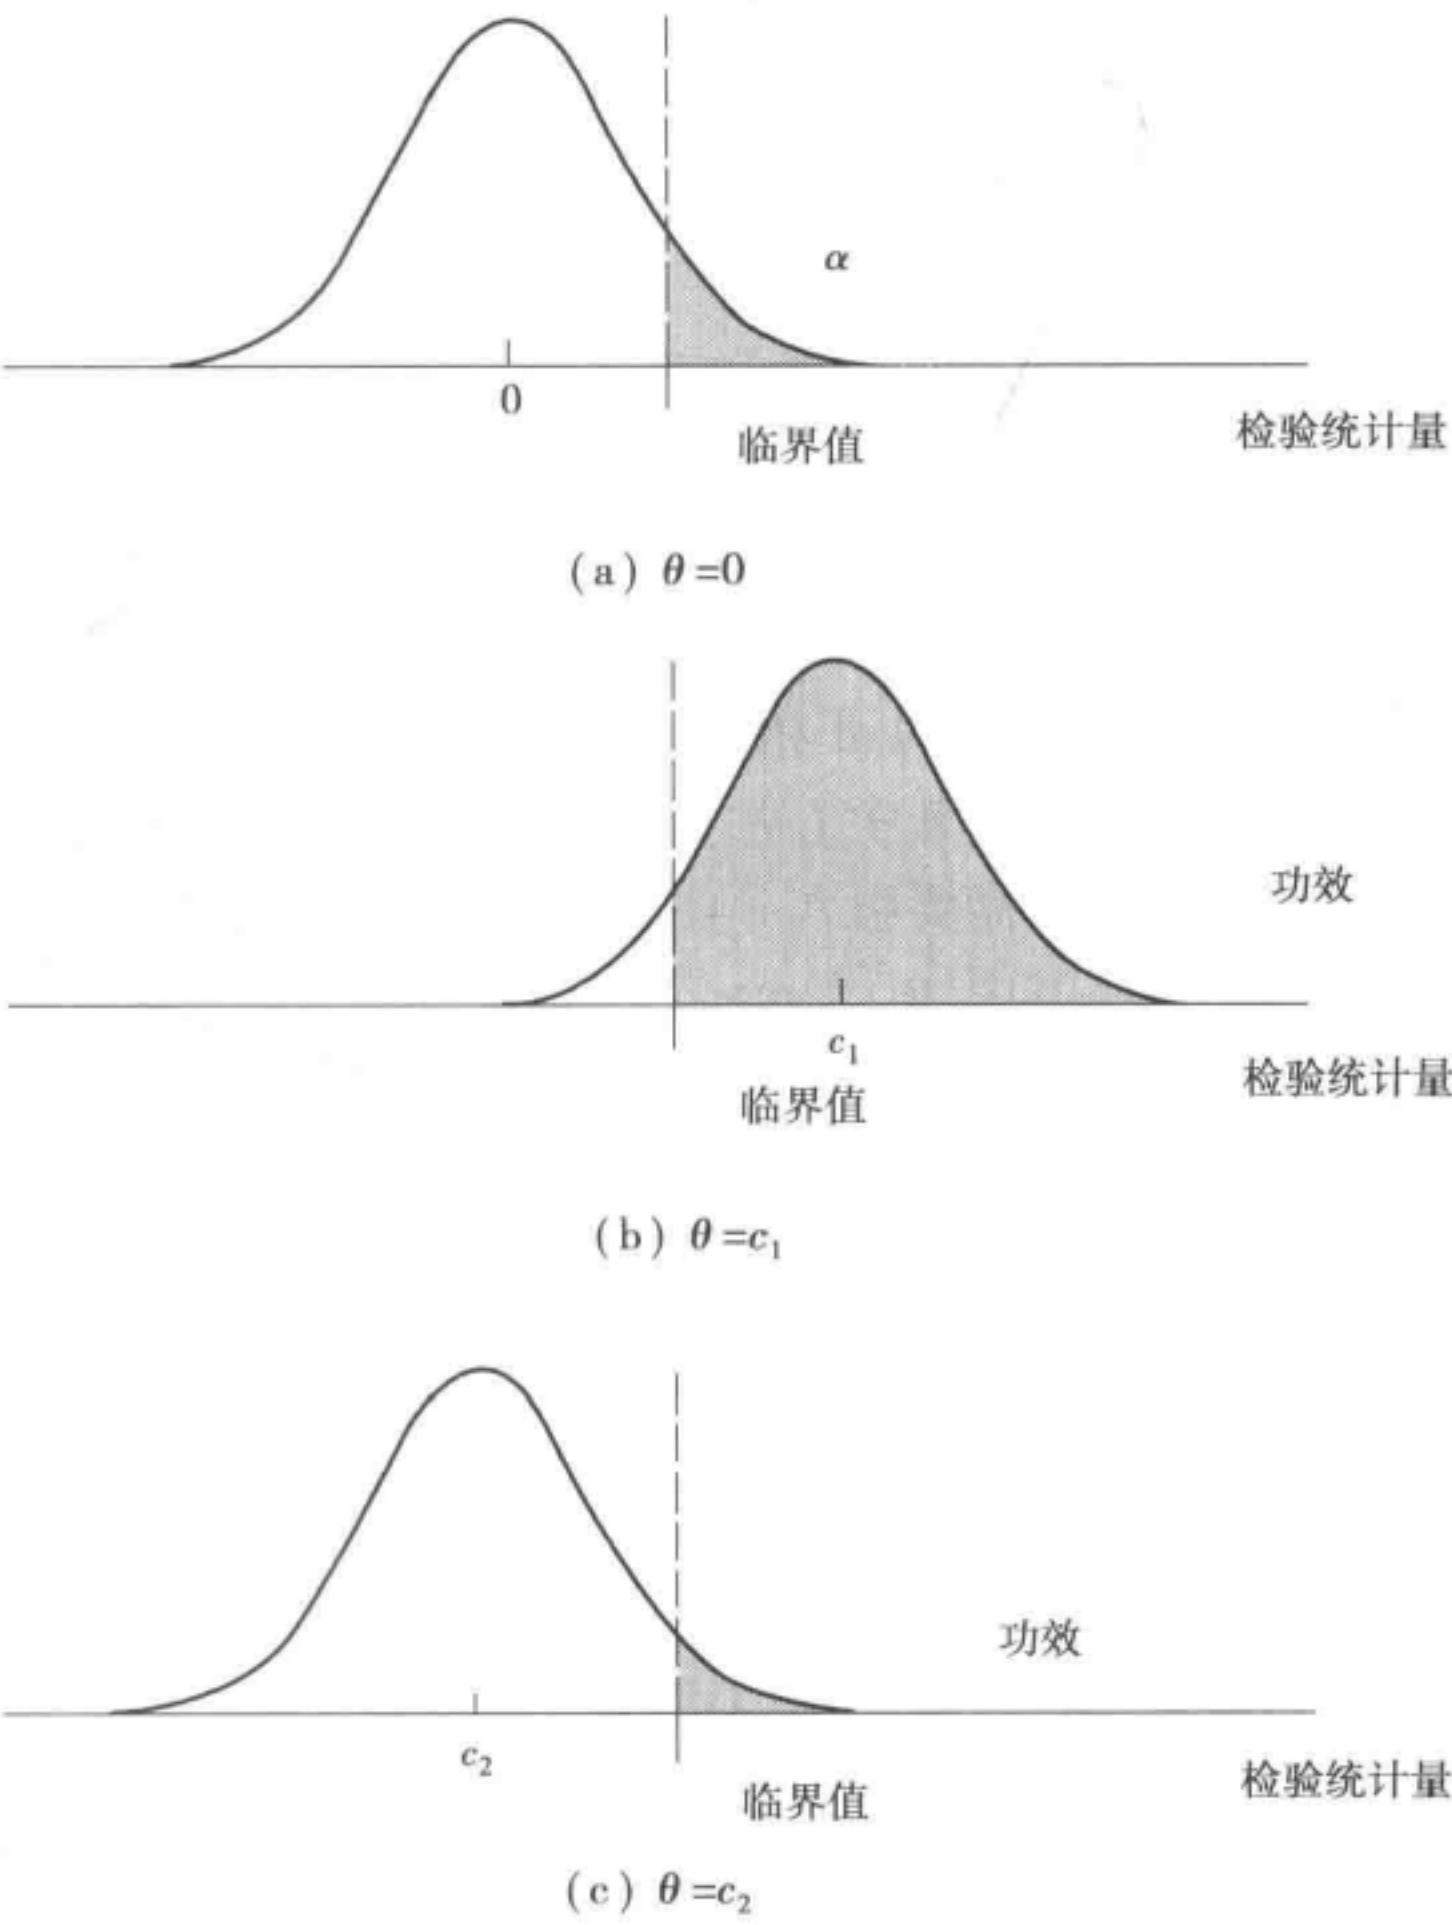 α
0
临界值
检验统计量
(a) θ=0
功效
c₁
临界值
检验统计量
(b) θ=c₁
功效
c₂
临界值
检验统计量
(c) θ=c₂